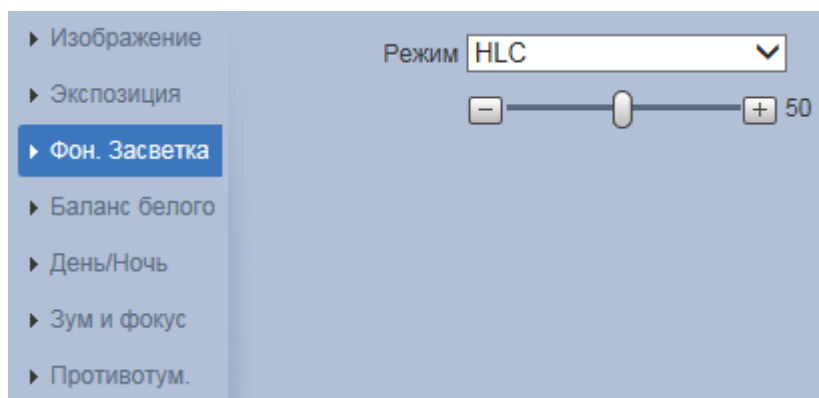 Изображение
Экспозиция
Фон. Засветка
Баланс белого
День/Ночь
Зум и фокус
Противотум.
Режим HLC
50